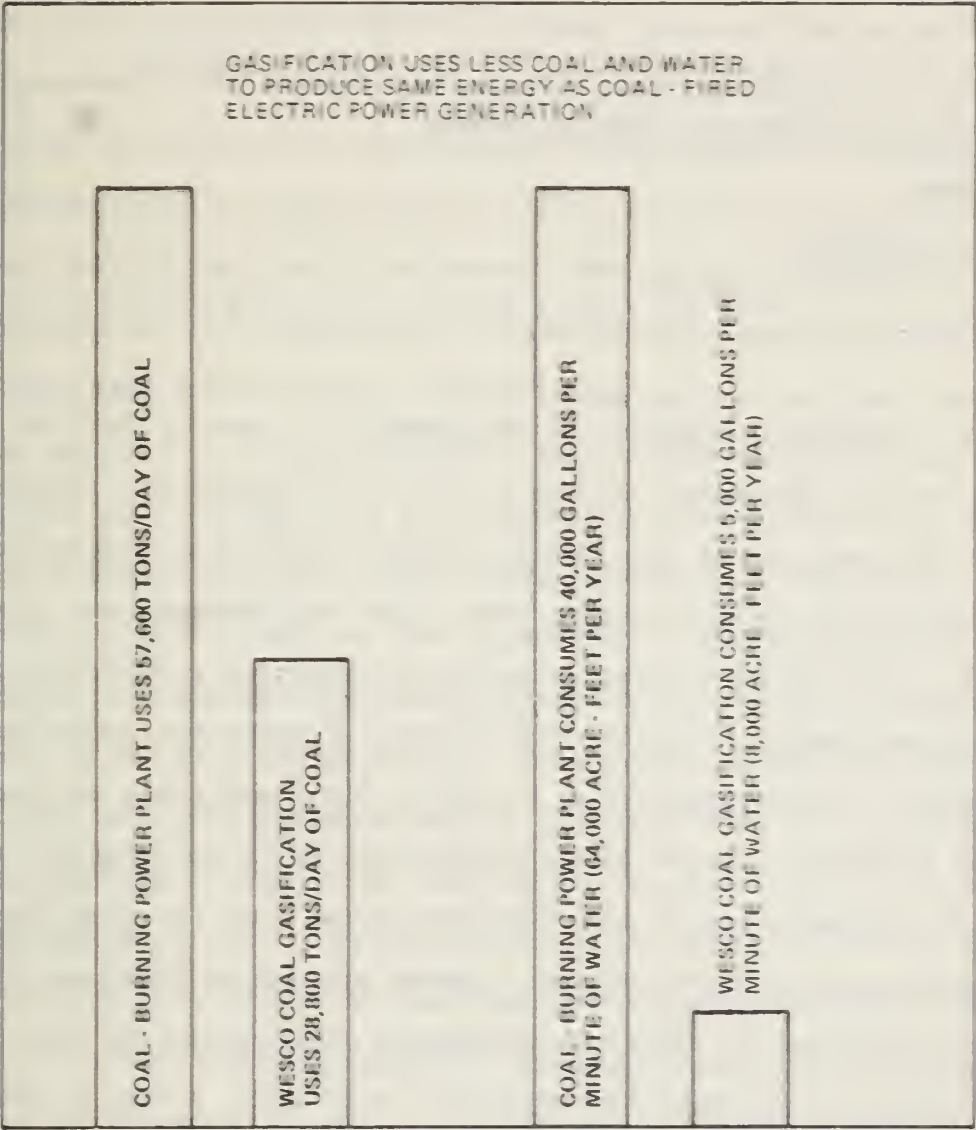 GASIFICATION USES LESS COAL AND WATER
TO PRODUCE SAME ENERGY AS COAL - FIRED
ELECTRIC POWER GENERATION
COAL - BURNING POWER PLANT USES 57,600 TONS/DAY OF COAL
WESCO COAL GASIFICATION
USES 28,800 TONS/DAY OF COAL
COAL - BURNING POWER PLANT CONSUMES 40,000 GALLONS PER
MINUTE OF WATER (64,000 ACRE - FEET PER YEAR)
WESCO COAL GASIFICATION CONSUMES 5,000 GALLONS PER
MINUTE OF WATER (8,000 ACRE - FEET PER YEAR)